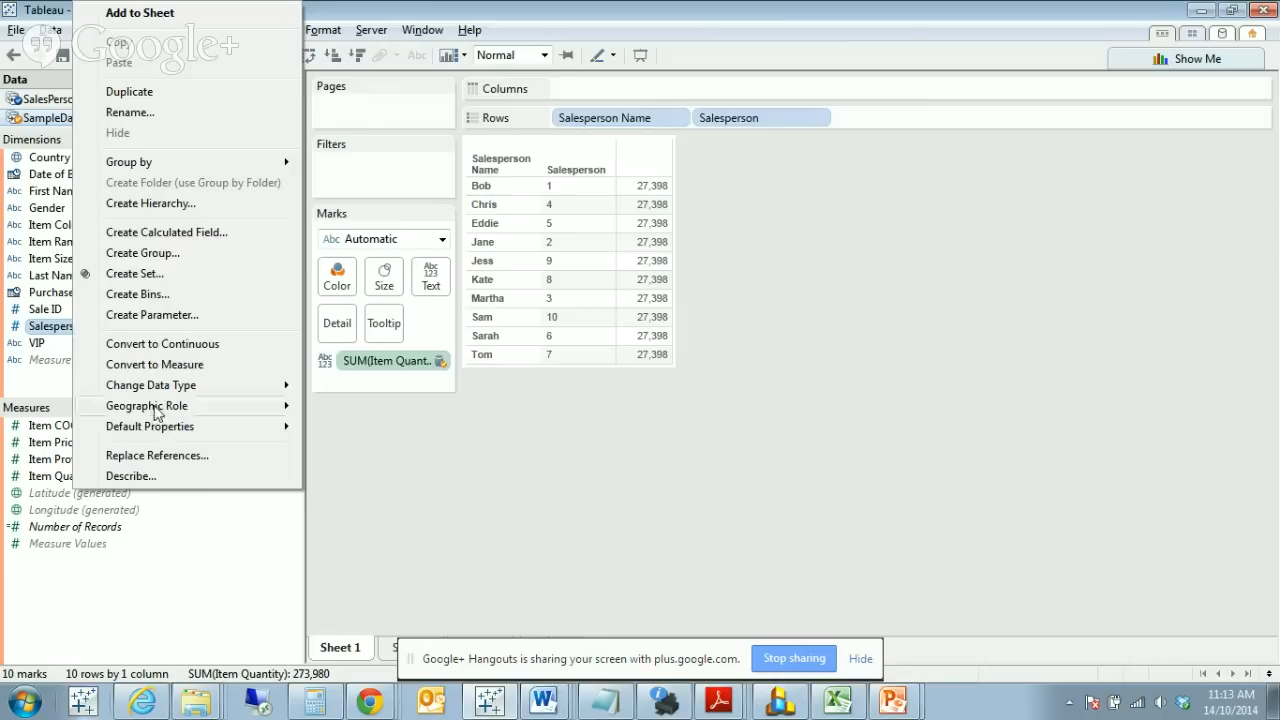 Tableau -
Add to Sheet
File
Data
Format
Server
Window
Help
Google+
Copy
Paste
Abc
Normal
Show Me
Data
SalesPerso
SampleDa
Dimensions
Country
Date of B
First Nam
Gender
Item Col
Item Ran
Item Size
Last Nam
Purchase
Sale ID
Salespers
VIP
Measure
Measures
Item CO
Item Pric
Item Pro
Item Qua
Latitude (generated)
Longitude (generated)
Number of Records
Measure Values
Duplicate
Rename...
Hide
Group by
Create Folder (use Group by Folder)
Create Hierarchy...
Create Calculated Field...
Create Group...
Create Set...
Create Bins...
Create Parameter...
Convert to Continuous
Convert to Measure
Change Data Type
Geographic Role
Default Properties
Replace References...
Describe...
Pages
Filters
Marks
Abc Automatic
Color
Size
Abc 123 Text
Detail
Tooltip
Abc 123 SUM(Item Quant..
Columns
Rows Salesperson Name Salesperson
Salesperson Name Salesperson
Bob 1 27,398
Chris 4 27,398
Eddie 5 27,398
Jane 2 27,398
Jess 9 27,398
Kate 8 27,398
Martha 3 27,398
Sam 10 27,398
Sarah 6 27,398
Tom 7 27,398
Sheet 1
Google+ Hangouts is sharing your screen with plus.google.com. Stop sharing Hide
10 marks 10 rows by 1 column SUM(Item Quantity): 273,980
11:13 AM
14/10/2014